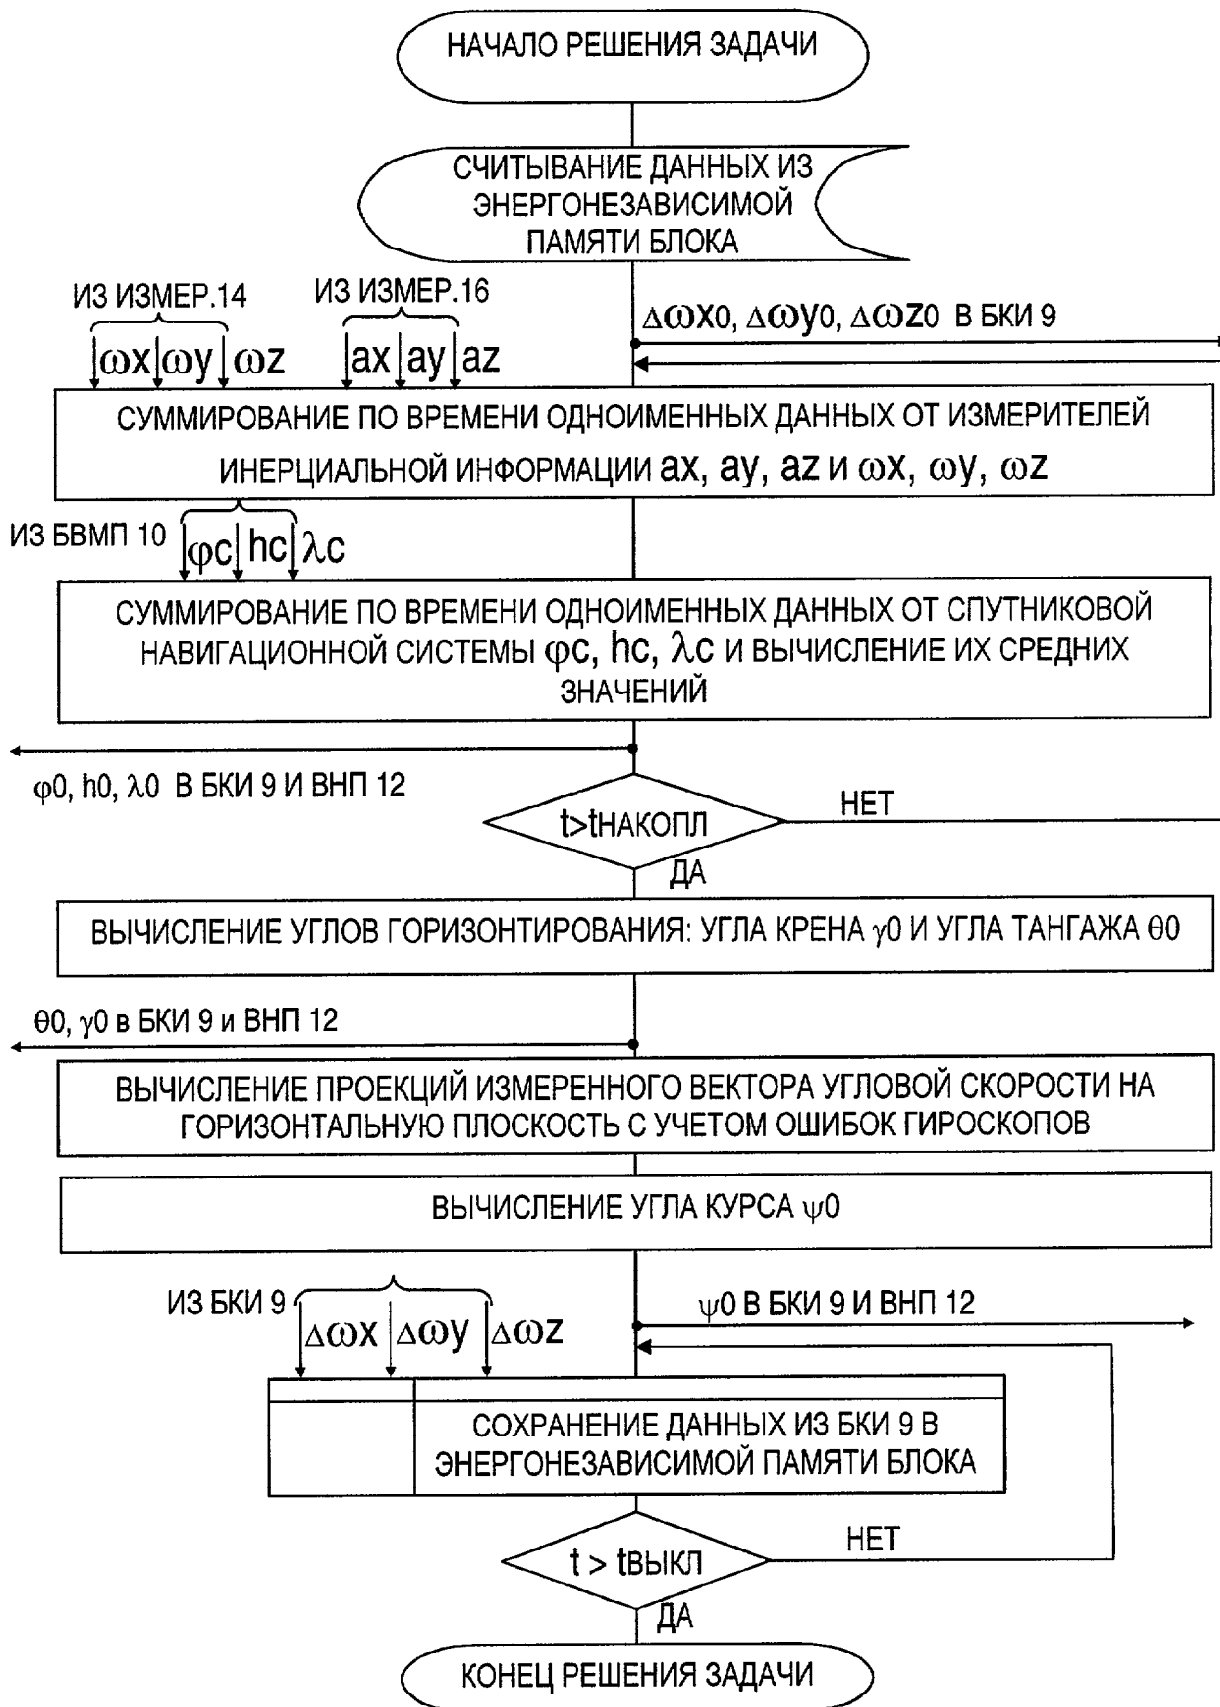 НАЧАЛО РЕШЕНИЯ ЗАДАЧИ
СЧИТЫВАНИЕ ДАННЫХ ИЗ
ЭНЕРГОНЕЗАВИСИМОЙ
ПАМЯТИ БЛОКА
ИЗ ИЗМЕР.14
ИЗ ИЗМЕР.16
Δωx0, Δωy0, Δωz0 В БКИ 9
ωx ωy ωz
ax ay az
СУММИРОВАНИЕ ПО ВРЕМЕНИ ОДНОИМЕННЫХ ДАННЫХ ОТ ИЗМЕРИТЕЛЕЙ
ИНЕРЦИАЛЬНОЙ ИНФОРМАЦИИ ax, ay, az И ωx, ωy, ωz
ИЗ БВМП 10
φc hc λc
СУММИРОВАНИЕ ПО ВРЕМЕНИ ОДНОИМЕННЫХ ДАННЫХ ОТ СПУТНИКОВОЙ
НАВИГАЦИОННОЙ СИСТЕМЫ φc, hc, λc И ВЫЧИСЛЕНИЕ ИХ СРЕДНИХ
ЗНАЧЕНИЙ
φ0, h0, λ0 В БКИ 9 И ВНП 12
t>tНАКОПЛ
НЕТ
ДА
ВЫЧИСЛЕНИЕ УГЛОВ ГОРИЗОНТИРОВАНИЯ: УГЛА КРЕНА γ0 И УГЛА ТАНГАЖА θ0
θ0, γ0 в БКИ 9 и ВНП 12
ВЫЧИСЛЕНИЕ ПРОЕКЦИЙ ИЗМЕРЕННОГО ВЕКТОРА УГЛОВОЙ СКОРОСТИ НА
ГОРИЗОНТАЛЬНУЮ ПЛОСКОСТЬ С УЧЕТОМ ОШИБОК ГИРОСКОПОВ
ВЫЧИСЛЕНИЕ УГЛА КУРСА ψ0
ИЗ БКИ 9
Δωx Δωy Δωz
ψ0 В БКИ 9 И ВНП 12
СОХРАНЕНИЕ ДАННЫХ ИЗ БКИ 9 В
ЭНЕРГОНЕЗАВИСИМОЙ ПАМЯТИ БЛОКА
t > tВЫКЛ
НЕТ
ДА
КОНЕЦ РЕШЕНИЯ ЗАДАЧИ